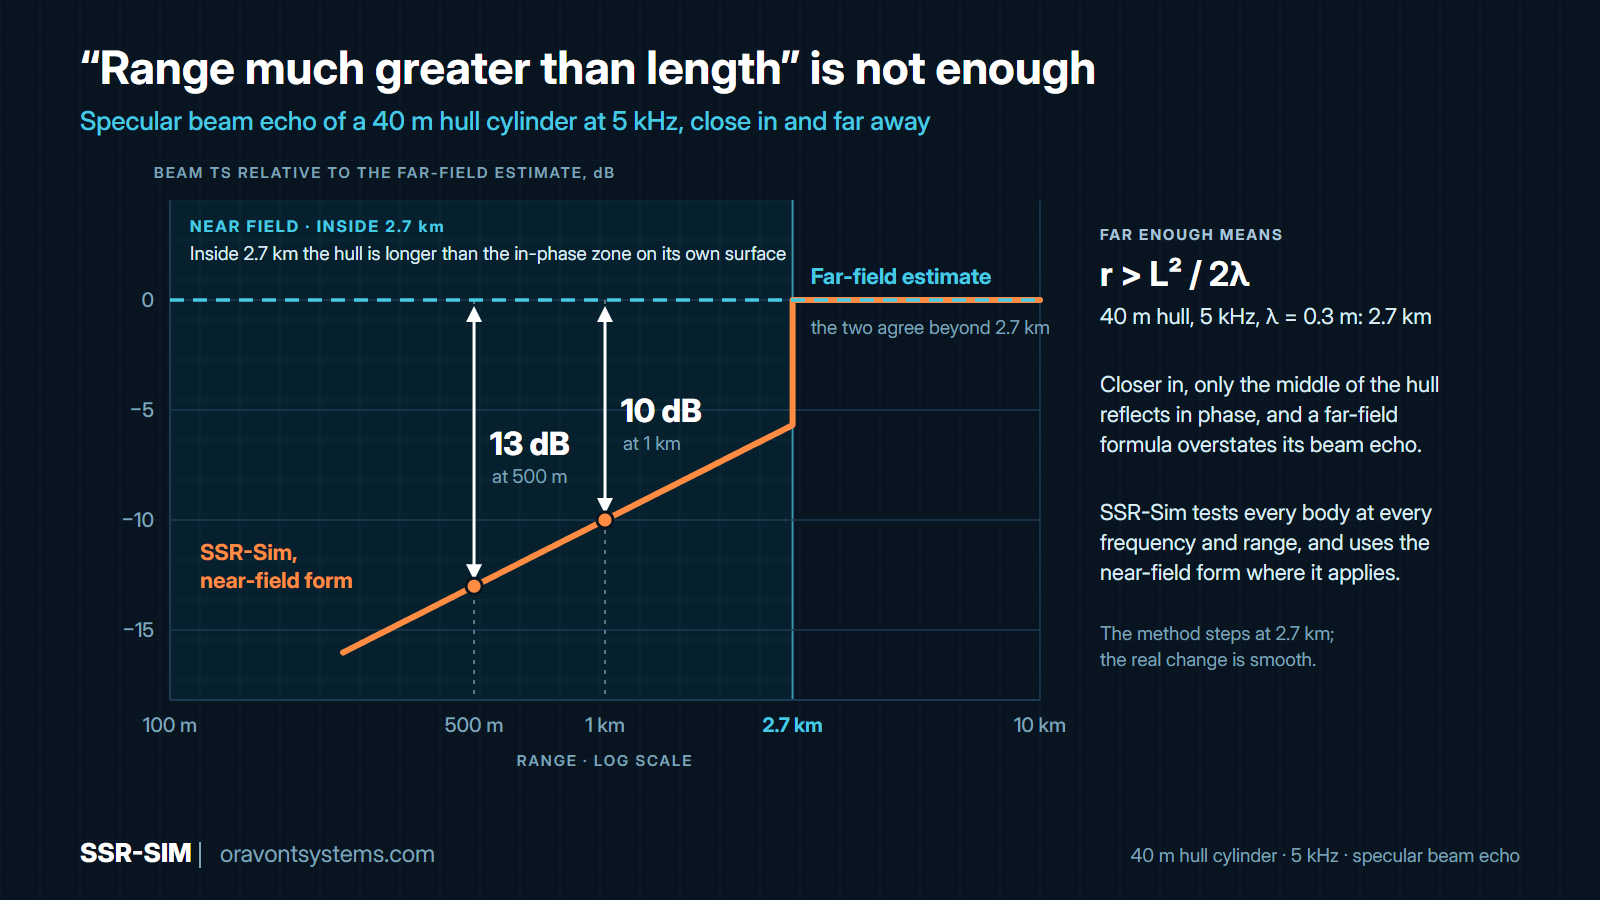 “Range much greater than length” is not enough
Specular beam echo of a 40 m hull cylinder at 5 kHz, close in and far away
BEAM TS RELATIVE TO THE FAR-FIELD ESTIMATE, dB
NEAR FIELD · INSIDE 2.7 km
Inside 2.7 km the hull is longer than the in-phase zone on its own surface
Far-field estimate
the two agree beyond 2.7 km
0
−5
−10
−15
10 dB
at 1 km
13 dB
at 500 m
SSR-Sim,
near-field form
100 m
500 m
1 km
2.7 km
10 km
RANGE · LOG SCALE
FAR ENOUGH MEANS
r > L² / 2λ
40 m hull, 5 kHz, λ = 0.3 m: 2.7 km
Closer in, only the middle of the hull
reflects in phase, and a far-field
formula overstates its beam echo.
SSR-Sim tests every body at every
frequency and range, and uses the
near-field form where it applies.
The method steps at 2.7 km;
the real change is smooth.
SSR-SIM | oravontsystems.com
40 m hull cylinder · 5 kHz · specular beam echo